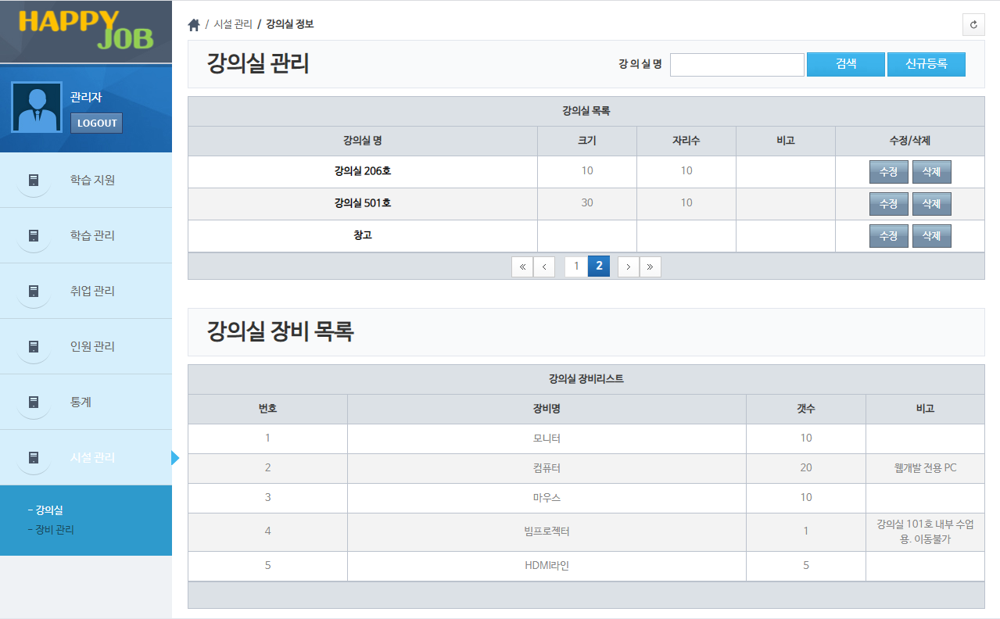 HAPPY
JOB
관리자
LOGOUT
학습 지원
학습 관리
취업 관리
인원 관리
통계
시설 관리
- 강의실
- 장비 관리
/ 시설 관리 / 강의실 정보
강의실 관리
강 의 실 명
검색
신규등록
강의실 목록
강의실 명 크기 자리수 비고 수정/삭제
강의실 206호 10 10 수정 삭제
강의실 501호 30 10 수정 삭제
창고 수정 삭제
« ‹ 1 2 › »
강의실 장비 목록
강의실 장비리스트
번호 장비명 갯수 비고
1 모니터 10
2 컴퓨터 20 웹개발 전용 PC
3 마우스 10
4 빔프로젝터 1 강의실 101호 내부 수업
용. 이동불가
5 HDMI라인 5